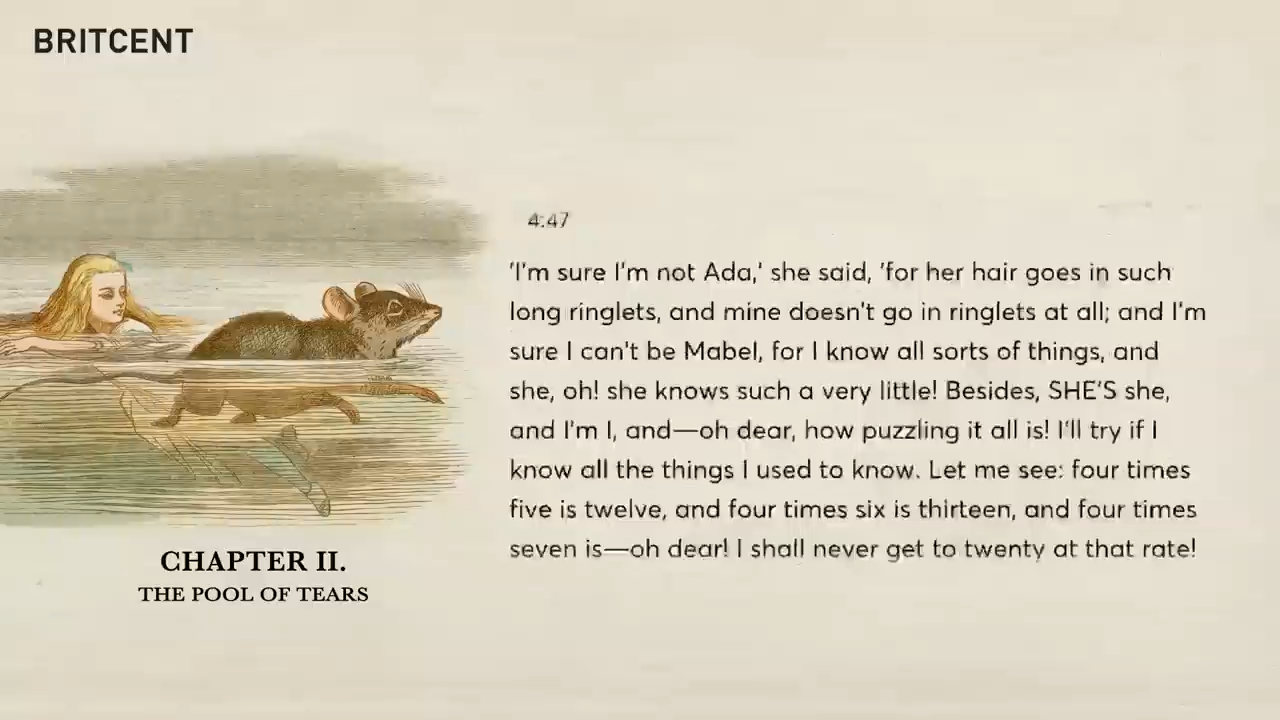 BRITCENT
4:47
'I'm sure I'm not Ada,' she said, 'for her hair goes in such
long ringlets, and mine doesn't go in ringlets at all; and I'm
sure I can't be Mabel, for I know all sorts of things, and
she, oh! she knows such a very little! Besides, SHE'S she,
and I'm I, and—oh dear, how puzzling it all is! I'll try if I
know all the things I used to know. Let me see: four times
five is twelve, and four times six is thirteen, and four times
seven is—oh dear! I shall never get to twenty at that rate!
CHAPTER II.
THE POOL OF TEARS